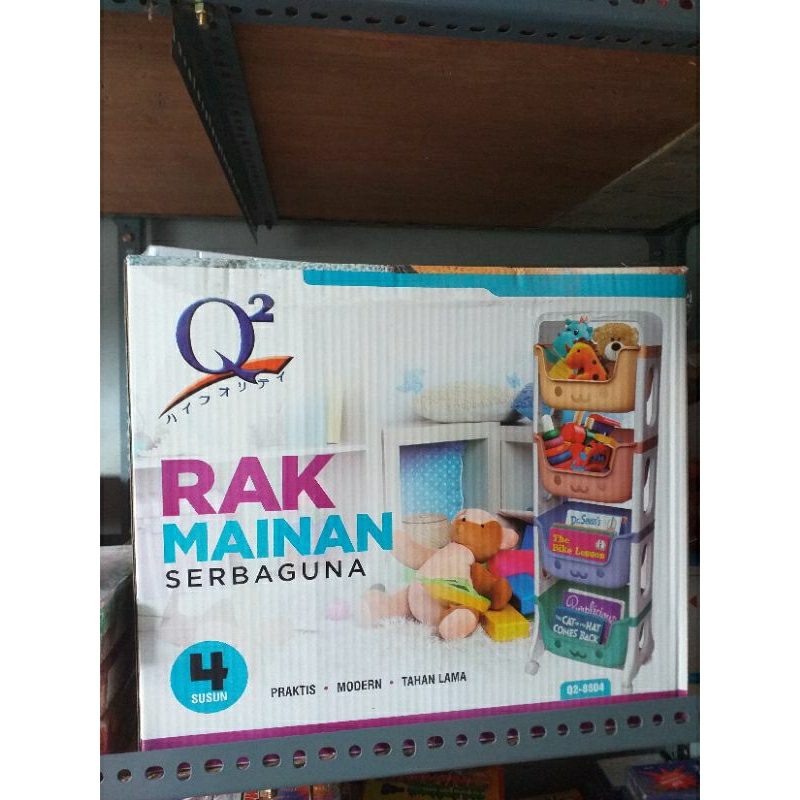 Q2
ハイクオリティ
RAK
MAINAN
SERBAGUNA
4
SUSUN
PRAKTIS • MODERN • TAHAN LAMA
Dr. Seuss's
The
Bike Lesson
Purplicious
THE CAT IN THE HAT
COMES BACK
Q2-8804